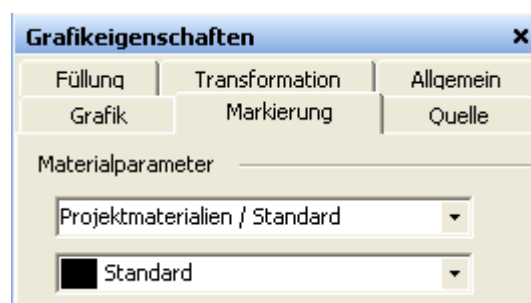 Grafikeigenschaften
Füllung Transformation Allgemein
Grafik Markierung Quelle
Materialparameter
Projektmaterialien / Standard
Standard